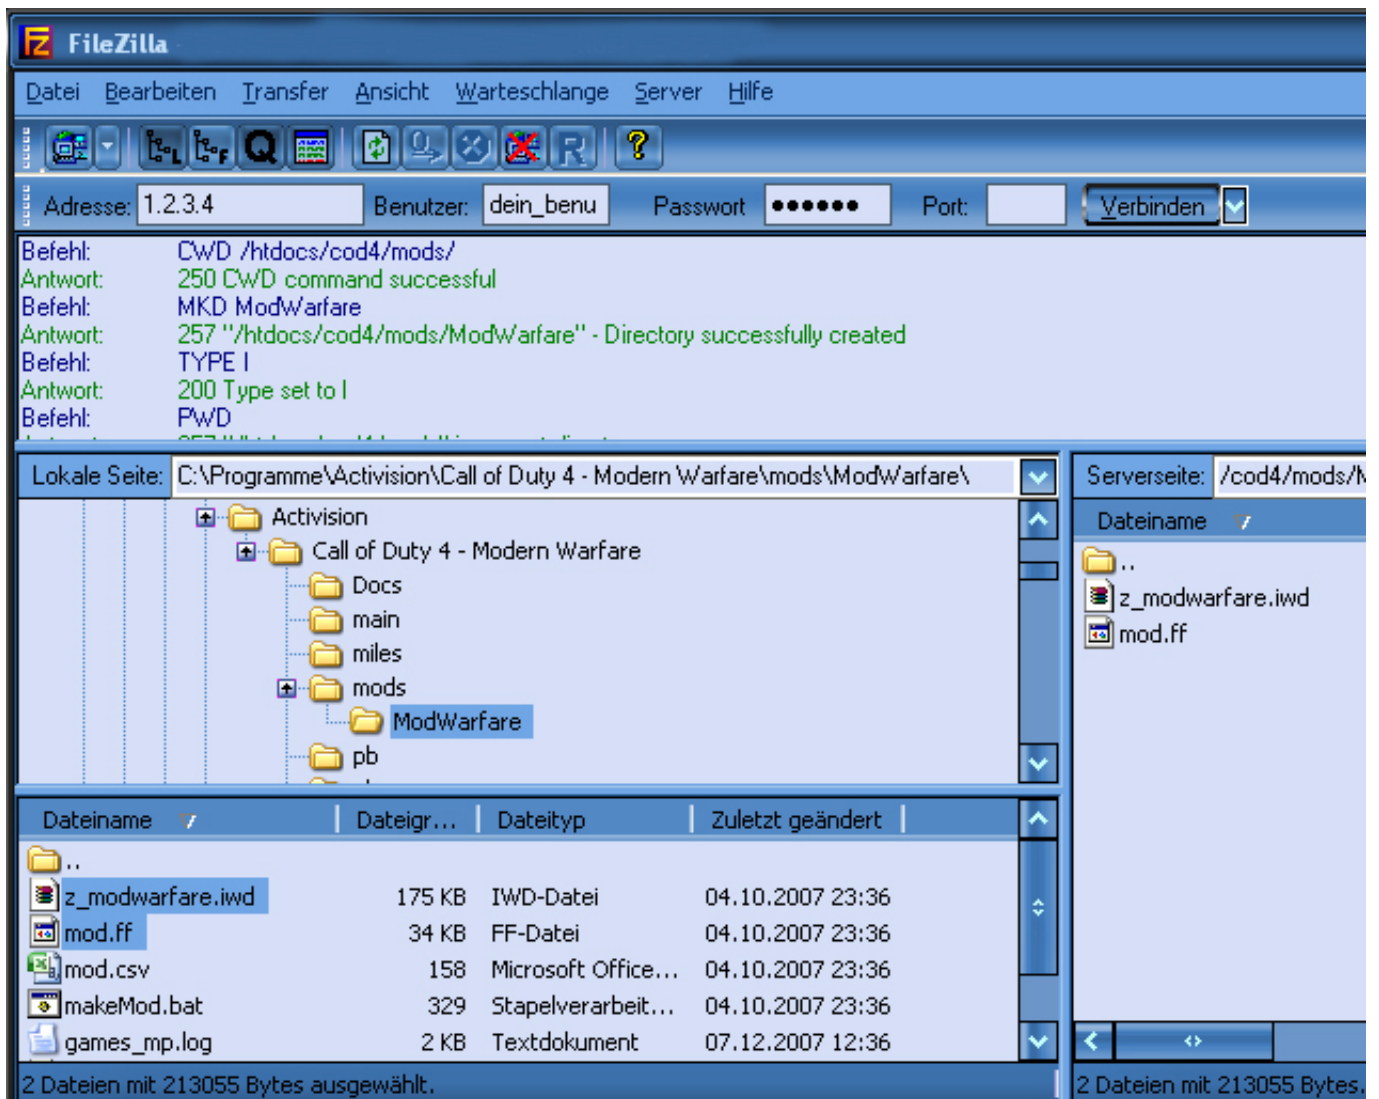 FileZilla
Datei Bearbeiten Transfer Ansicht Warteschlange Server Hilfe
Adresse: 1.2.3.4 Benutzer: dein_benu Passwort ●●●●●● Port: Verbinden
Befehl: CWD /htdocs/cod4/mods/
Antwort: 250 CWD command successful
Befehl: MKD ModWarfare
Antwort: 257 "/htdocs/cod4/mods/ModWarfare" - Directory successfully created
Befehl: TYPE I
Antwort: 200 Type set to I
Befehl: PWD
Lokale Seite: C:\Programme\Activision\Call of Duty 4 - Modern Warfare\mods\ModWarfare\
Activision
Call of Duty 4 - Modern Warfare
Docs
main
miles
mods
ModWarfare
pb
Dateiname Dateigr... Dateityp Zuletzt geändert
..
z_modwarfare.iwd 175 KB IWD-Datei 04.10.2007 23:36
mod.ff 34 KB FF-Datei 04.10.2007 23:36
mod.csv 158 Microsoft Office... 04.10.2007 23:36
makeMod.bat 329 Stapelverarbeit... 04.10.2007 23:36
games_mp.log 2 KB Textdokument 07.12.2007 12:36
2 Dateien mit 213055 Bytes ausgewählt.
Serverseite: /cod4/mods/M
Dateiname
..
z_modwarfare.iwd
mod.ff
2 Dateien mit 213055 Bytes.